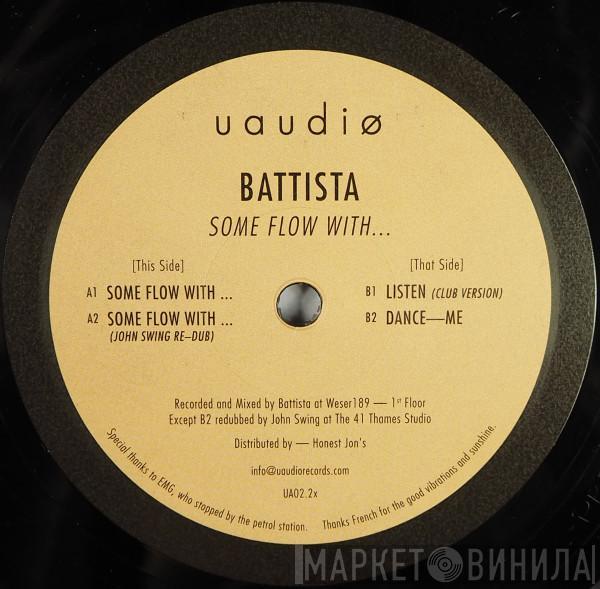 uaudiø
BATTISTA
SOME FLOW WITH...
[This Side]
A1 SOME FLOW WITH ...
A2 SOME FLOW WITH ...
(JOHN SWING RE–DUB)
[That Side]
B1 LISTEN (CLUB VERSION)
B2 DANCE—ME
Recorded and Mixed by Battista at Weser189 — 1st Floor
Except B2 redubbed by John Swing at The 41 Thames Studio
Distributed by — Honest Jon's
info@uaudiorecords.com
UA02.2x
Special thanks to EMG, who stopped by the petrol station. Thanks French for the good vibrations and sunshine.
МАРКЕТ ВИНИЛА